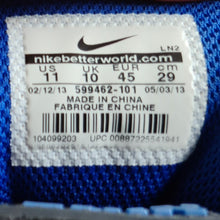 LN2
nikebetterworld.com
US UK EUR cm
11 10 45 29
02/12/13 599462-101 05/03/13
MADE IN CHINA
FABRIQUE EN CHINE
104099203 UPC 00887225541941